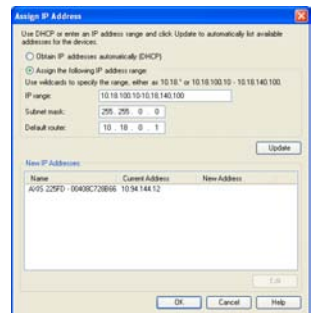 Assign IP Address
Use DHCP or enter an IP address range and click Update to automatically list available
addresses for the devices.
Obtain IP addresses automatically (DHCP)
Assign the following IP address range:
Use wildcards to specify the range, either as 10.18.* or 10.18.100.10 - 10.18.140.100
IP range: 10.18.100.10-10.18.140.100
Subnet mask: 255 . 255 . 0 . 0
Default router: 10 . 18 . 0 . 1
Update
New IP Addresses:
Name Current Address New Address
AXIS 225FD - 00408C728B66 10.94.144.12
Edit
OK Cancel Help